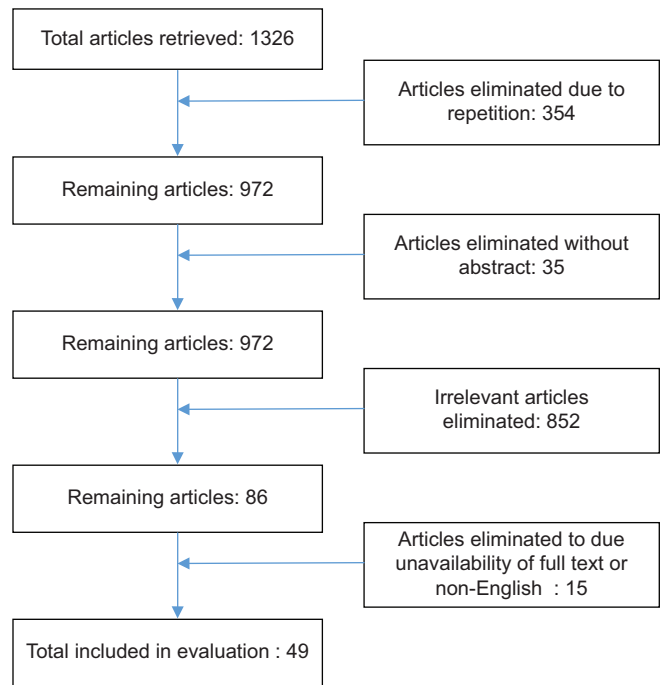 Total articles retrieved: 1326
Articles eliminated due to
repetition: 354
Remaining articles: 972
Articles eliminated without
abstract: 35
Remaining articles: 972
Irrelevant articles
eliminated: 852
Remaining articles: 86
Articles eliminated to due
unavailability of full text or
non-English : 15
Total included in evaluation : 49